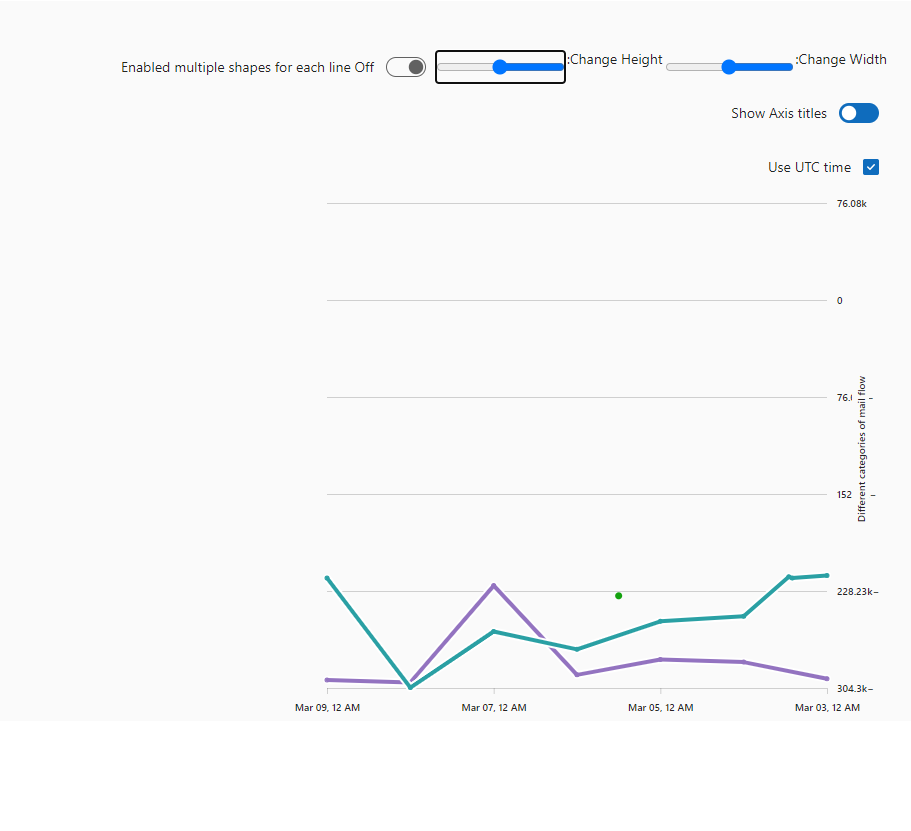 Enabled multiple shapes for each line Off
:Change Height
:Change Width
Show Axis titles
Use UTC time
76.08k
0
76.0
152
228.23k–
304.3k–
Different categories of mail flow
Mar 09, 12 AM
Mar 07, 12 AM
Mar 05, 12 AM
Mar 03, 12 AM